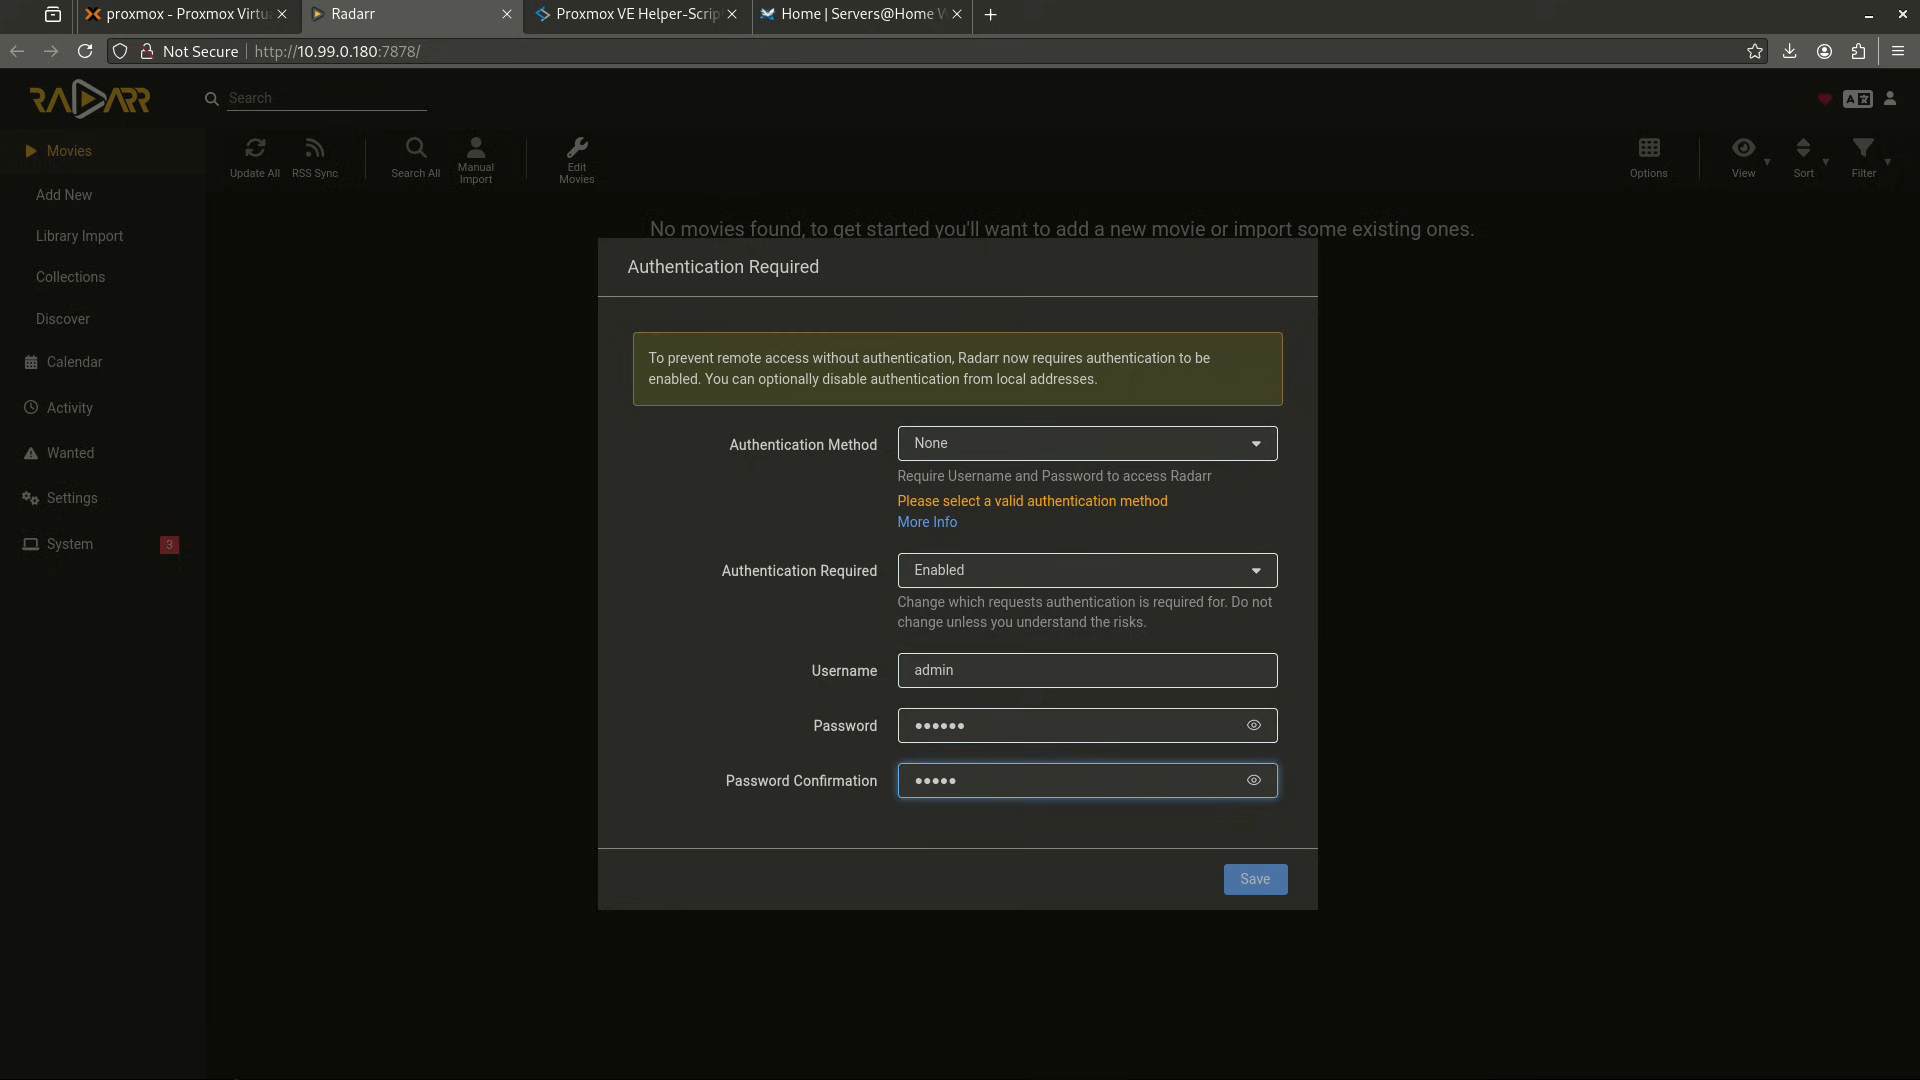 proxmox - Proxmox Virtu
Radarr
Proxmox VE Helper-Scrip
Home | Servers@Home W
Not Secure
http://10.99.0.180:7878/
RADARR
Search
Movies
Add New
Library Import
Collections
Discover
Calendar
Activity
Wanted
Settings
System
3
Update All
RSS Sync
Search All
Manual
Import
Edit
Movies
Options
View
Sort
Filter
No movies found, to get started you'll want to add a new movie or import some existing ones.
Authentication Required
To prevent remote access without authentication, Radarr now requires authentication to be
enabled. You can optionally disable authentication from local addresses.
Authentication Method
None
Require Username and Password to access Radarr
Please select a valid authentication method
More Info
Authentication Required
Enabled
Change which requests authentication is required for. Do not
change unless you understand the risks.
Username
admin
Password
••••••
Password Confirmation
•••••
Save